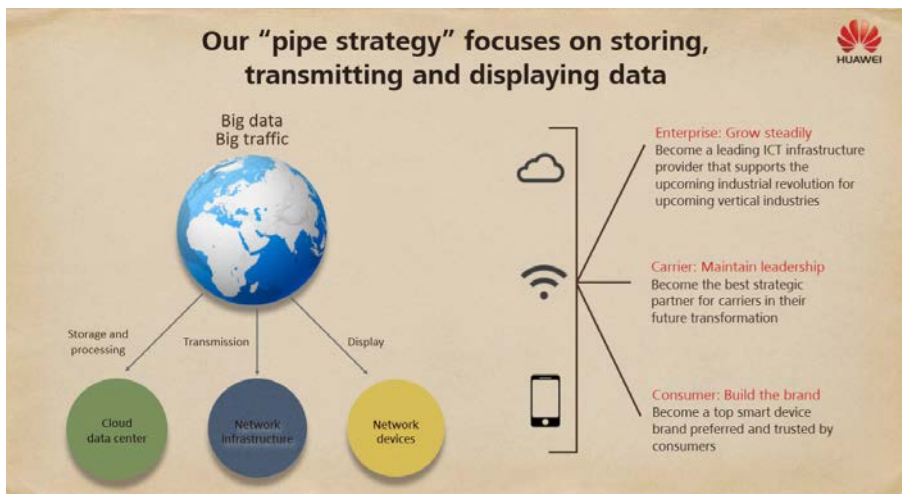 Our “pipe strategy” focuses on storing,
transmitting and displaying data
HUAWEI
Big data
Big traffic
Storage and
processing
Transmission
Display
Cloud
data center
Network
infrastructure
Network
devices
Enterprise: Grow steadily
Become a leading ICT infrastructure
provider that supports the
upcoming industrial revolution for
upcoming vertical industries
Carrier: Maintain leadership
Become the best strategic
partner for carriers in their
future transformation
Consumer: Build the brand
Become a top smart device
brand preferred and trusted by
consumers